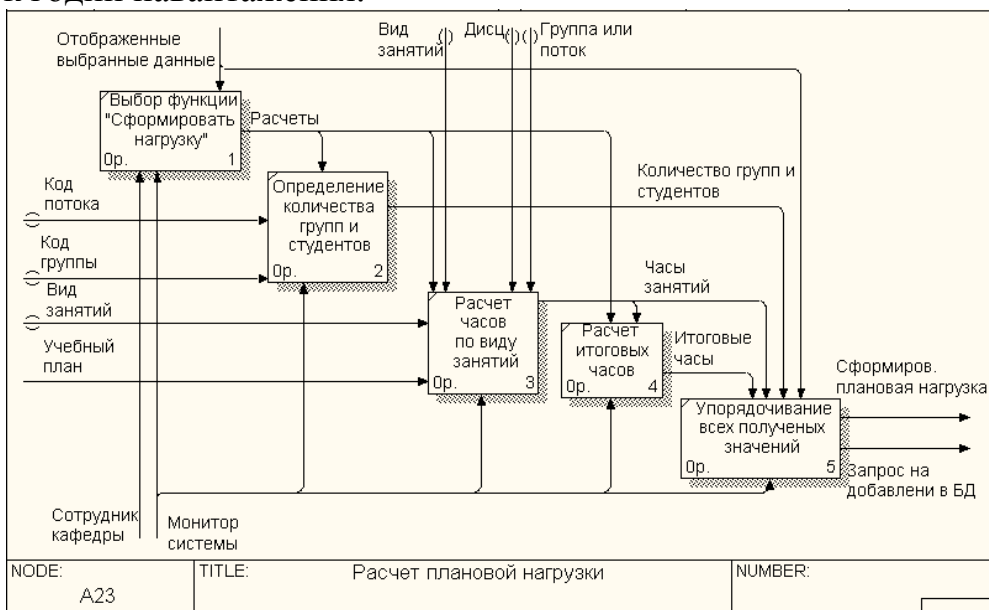 Отображенные
выбранные данные
Вид
занятий
Дисц
Группа или
поток
Выбор функции
"Сформировать
нагрузку"
0р. 1
Расчеты
Код
потока
Определение
количества
групп и
студентов
0р. 2
Количество групп и
студентов
Код
группы
Вид
занятий
Расчет
часов
по виду
занятий
0р. 3
Часы
занятий
Учебный
план
Расчет
итоговых
часов
0р. 4
Итоговые
часы
Сформиров.
плановая нагрузка
Упорядочивание
всех полученых
значений
0р. 5
Запрос на
добавлени в БД
Сотрудник
кафедры
Монитор
системы
NODE:
A23
TITLE:
Расчет плановой нагрузки
NUMBER: